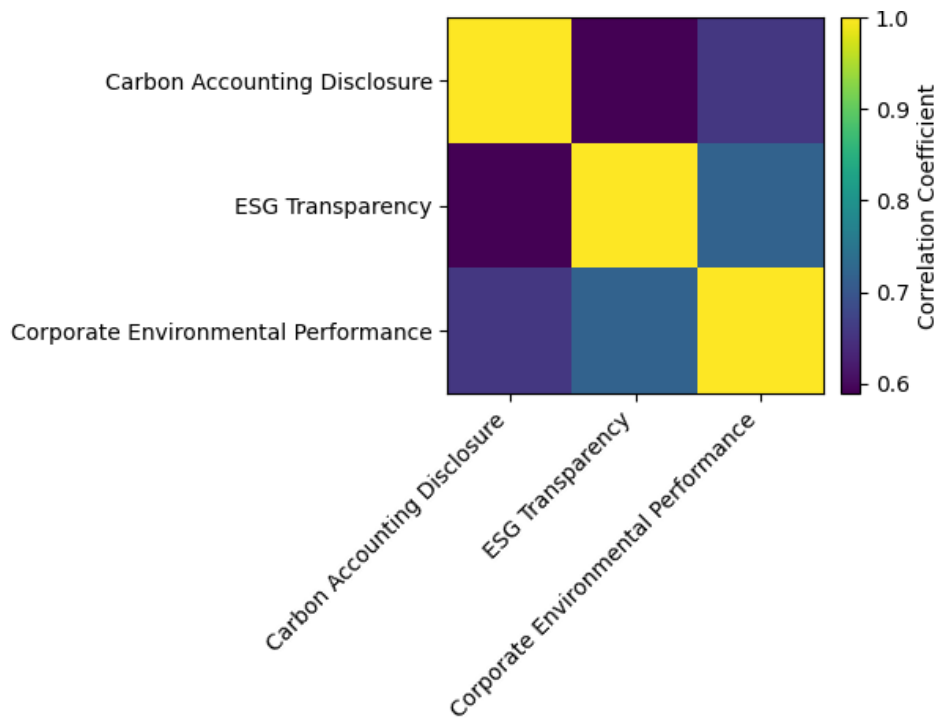 Carbon Accounting Disclosure
ESG Transparency
Corporate Environmental Performance
Carbon Accounting Disclosure
ESG Transparency
Corporate Environmental Performance
1.0
0.9
0.8
0.7
0.6
Correlation Coefficient